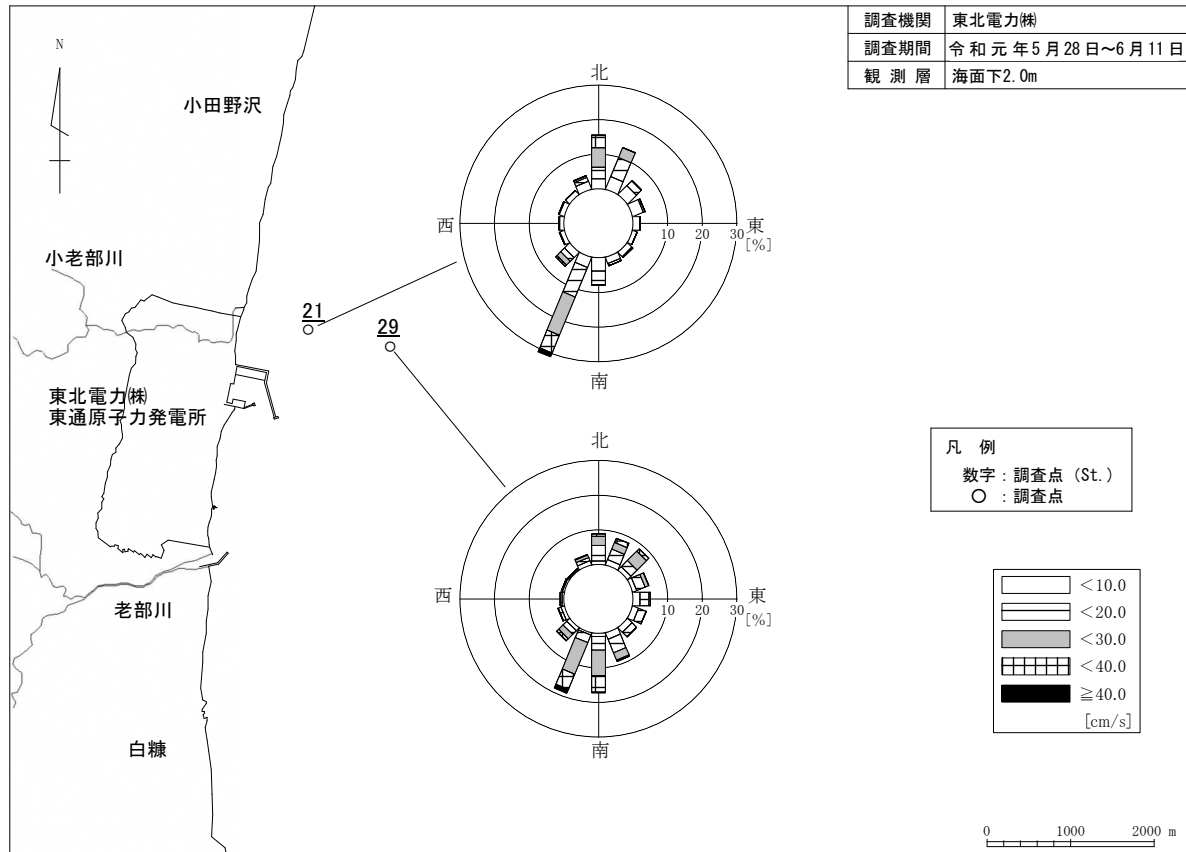 調査機関 東北電力㈱
調査期間 令和元年5月28日～6月11日
観測層 海面下2.0m
N
小田野沢
小老部川
21
29
東北電力㈱
東通原子力発電所
老部川
白糠
北
西
東
10 20 30
[%]
南
北
西
東
10 20 30
[%]
南
凡 例
数字：調査点 (St.)
○ ：調査点
＜10.0
＜20.0
＜30.0
＜40.0
≧40.0
[cm/s]
0 1000 2000 m